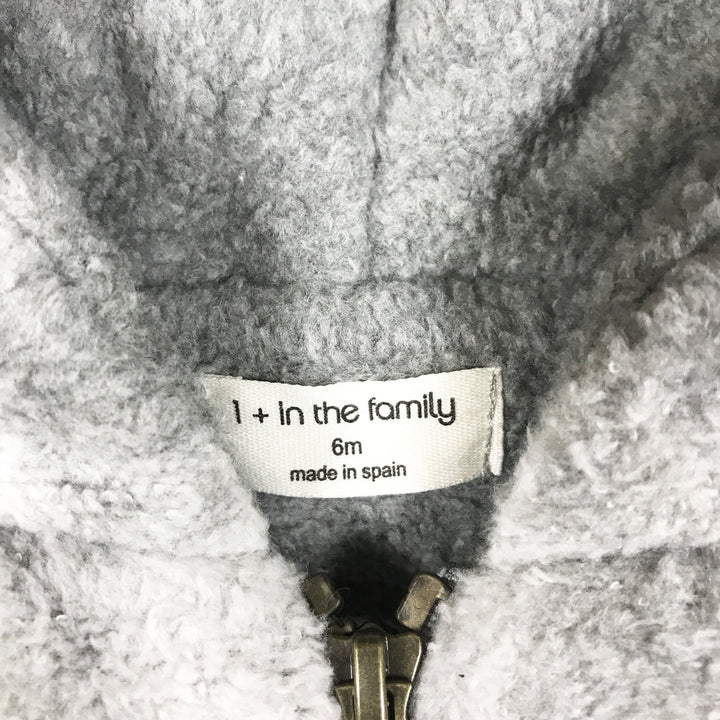 1 + in the family
6m
made in spain